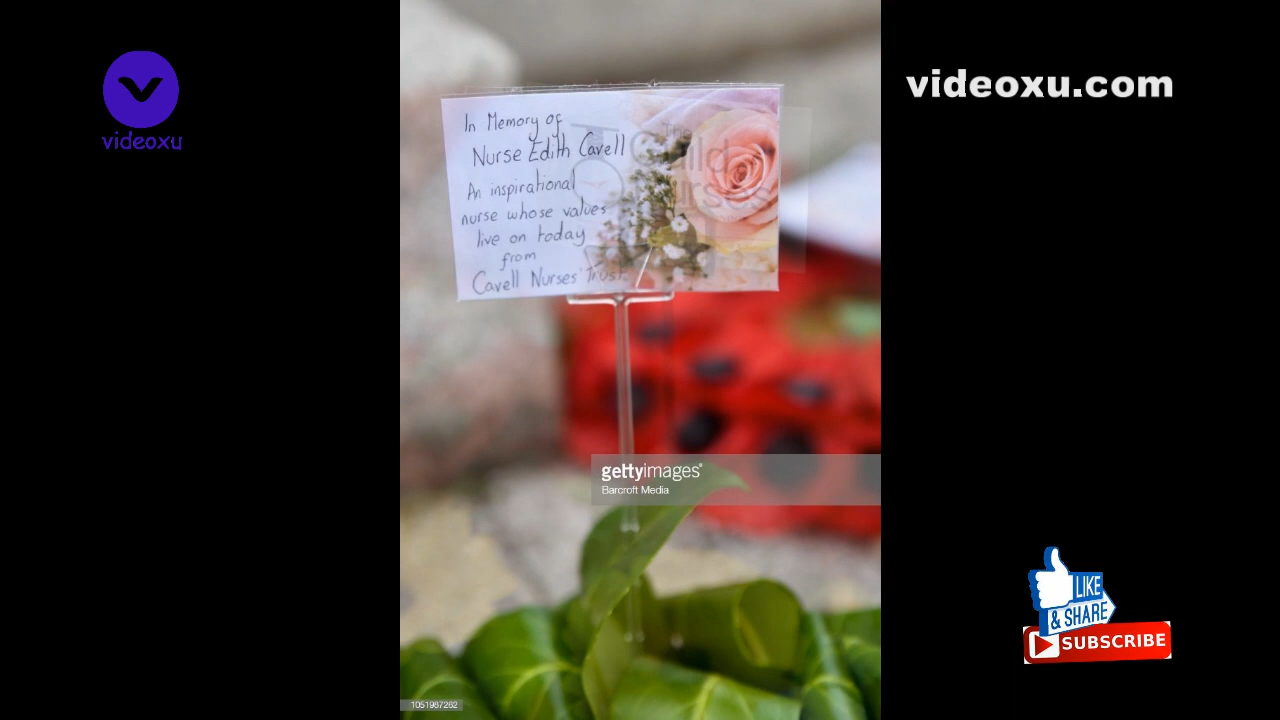 videoxu
videoxu.com
In Memory of
Nurse Edith Cavell
An inspirational
nurse whose values
live on today
from
Cavell Nurses' Trust
gettyimages
Barcroft Media
LIKE
& SHARE
SUBSCRIBE
1051987262